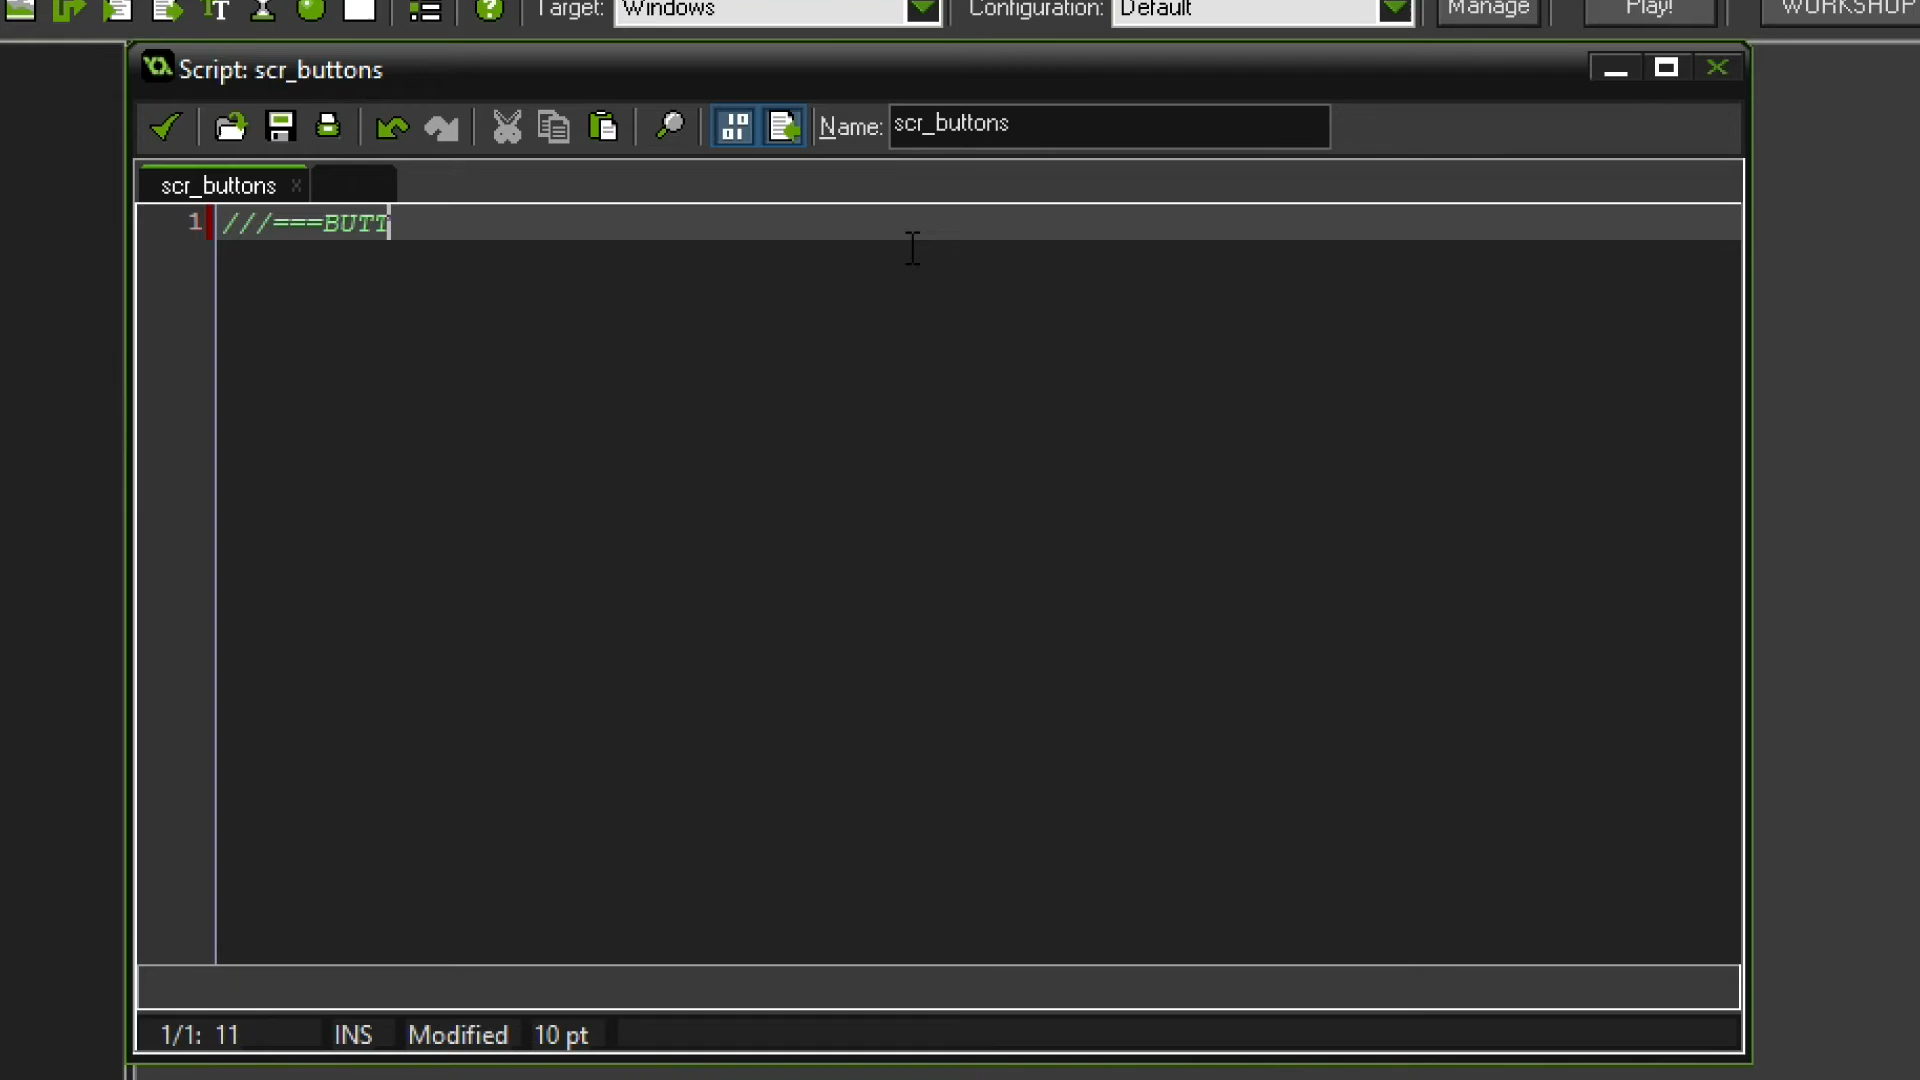 Target: Windows Configuration: Default Manage Play! WORKSHOP
Script: scr_buttons
Name: scr_buttons
scr_buttons x
1 ///===BUTT
1/1: 11 INS Modified 10 pt